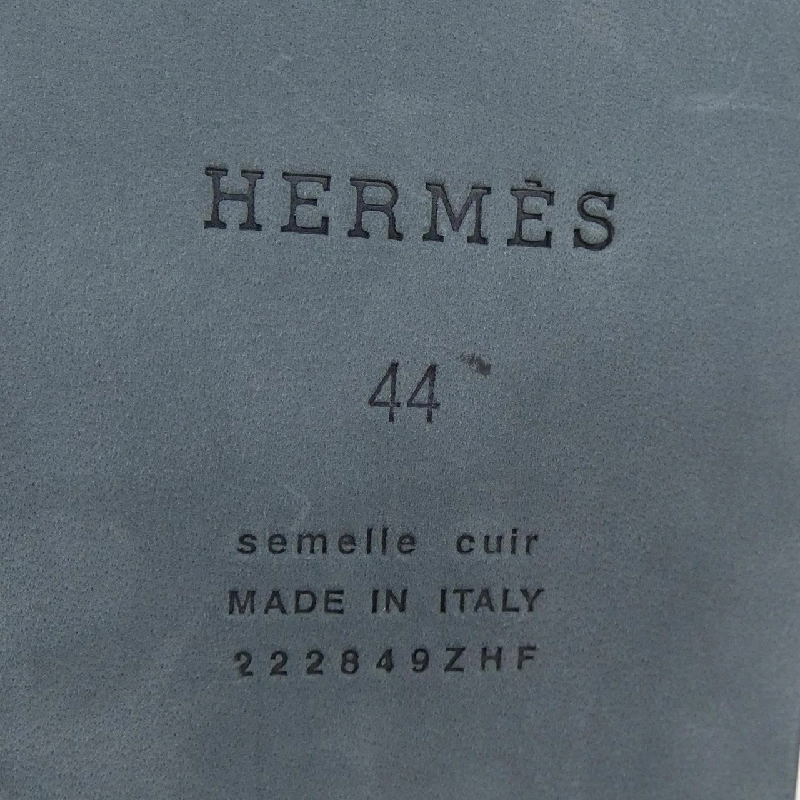 HERMÈS
44
semelle cuir
MADE IN ITALY
222849ZHF